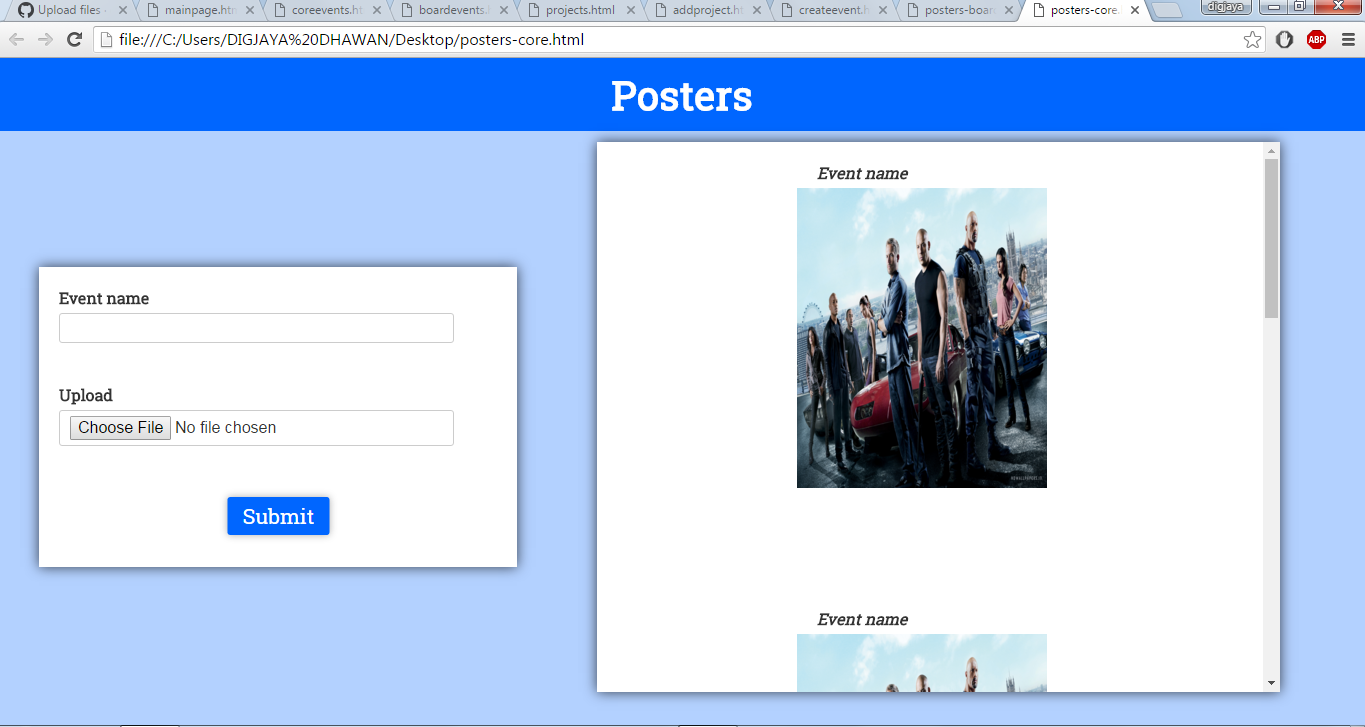 Upload files -
mainpage.htm
coreevents.ht
boardevents.
projects.html
addproject.ht
createevent.h
posters-boar
posters-core.
digjaya
file:///C:/Users/DIGJAYA%20DHAWAN/Desktop/posters-core.html
ABP
Posters
Event name
Upload
Choose File No file chosen
Submit
Event name
Event name